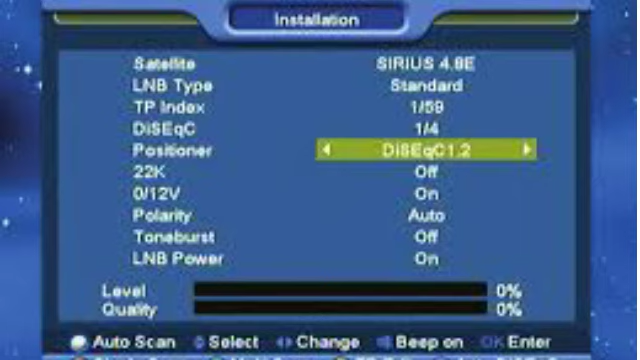 Installation
Satellite SIRIUS 4.8E
LNB Type Standard
TP Index 1/59
DiSEqC 1/4
Positioner DiSEqC1.2
22K Off
0/12V On
Polarity Auto
Toneburst Off
LNB Power On
Level 0%
Quality 0%
Auto Scan Select Change Beep on OK Enter